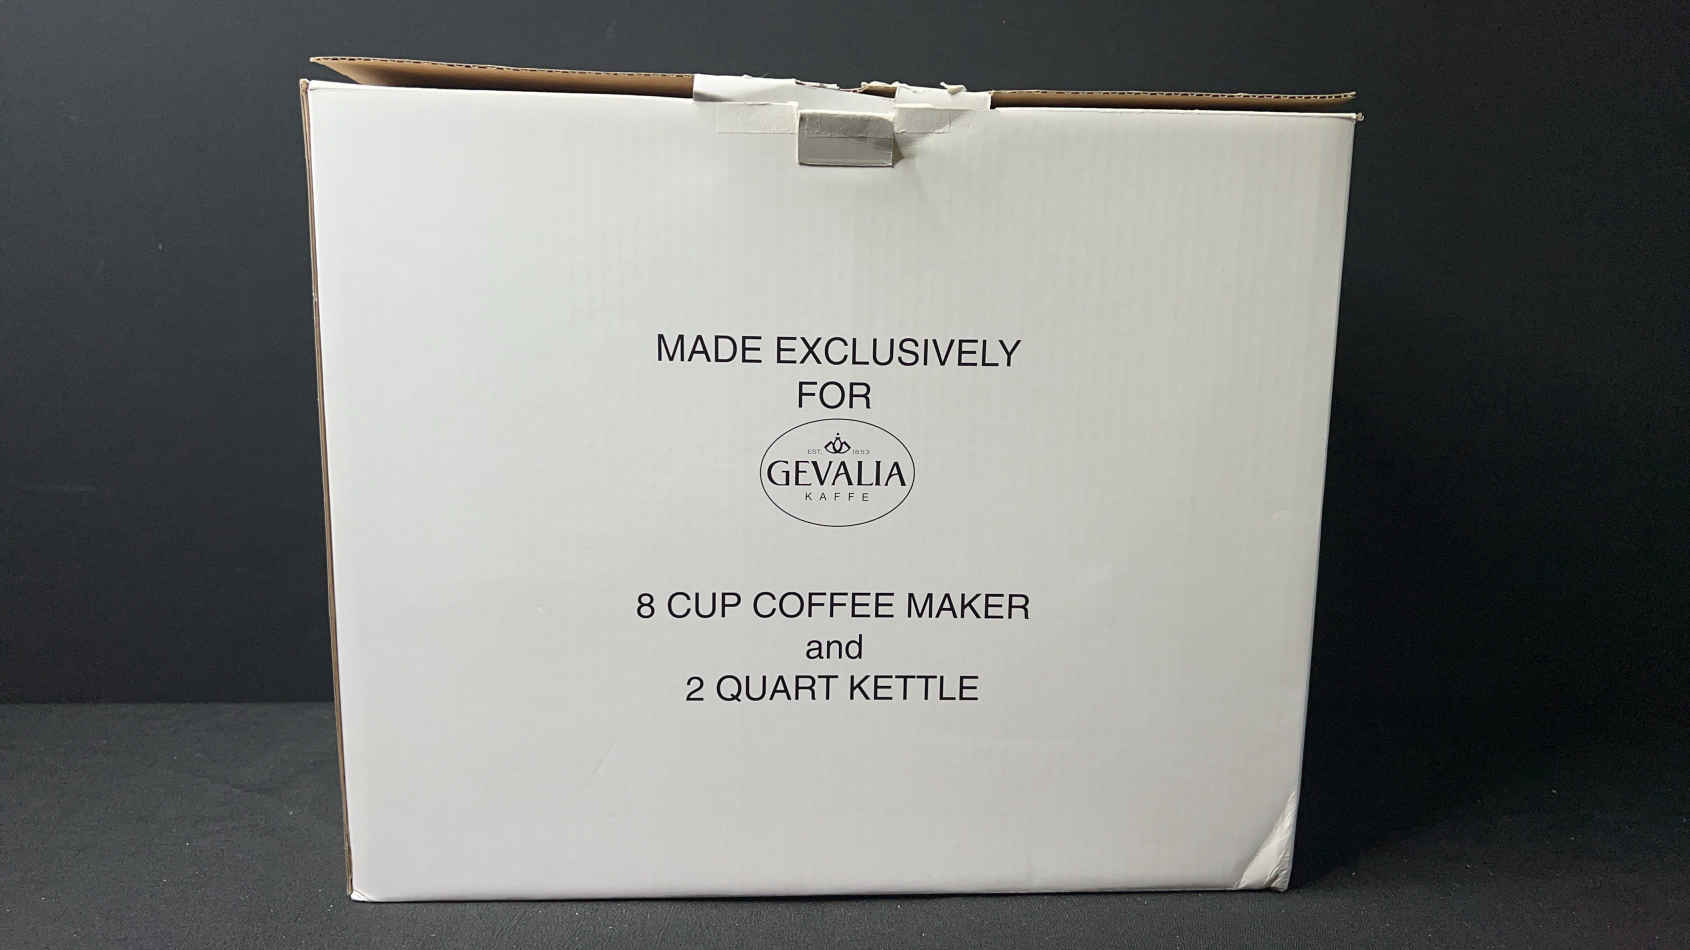 MADE EXCLUSIVELY
FOR
EST. 1853
GEVALIA
KAFFE
8 CUP COFFEE MAKER
and
2 QUART KETTLE